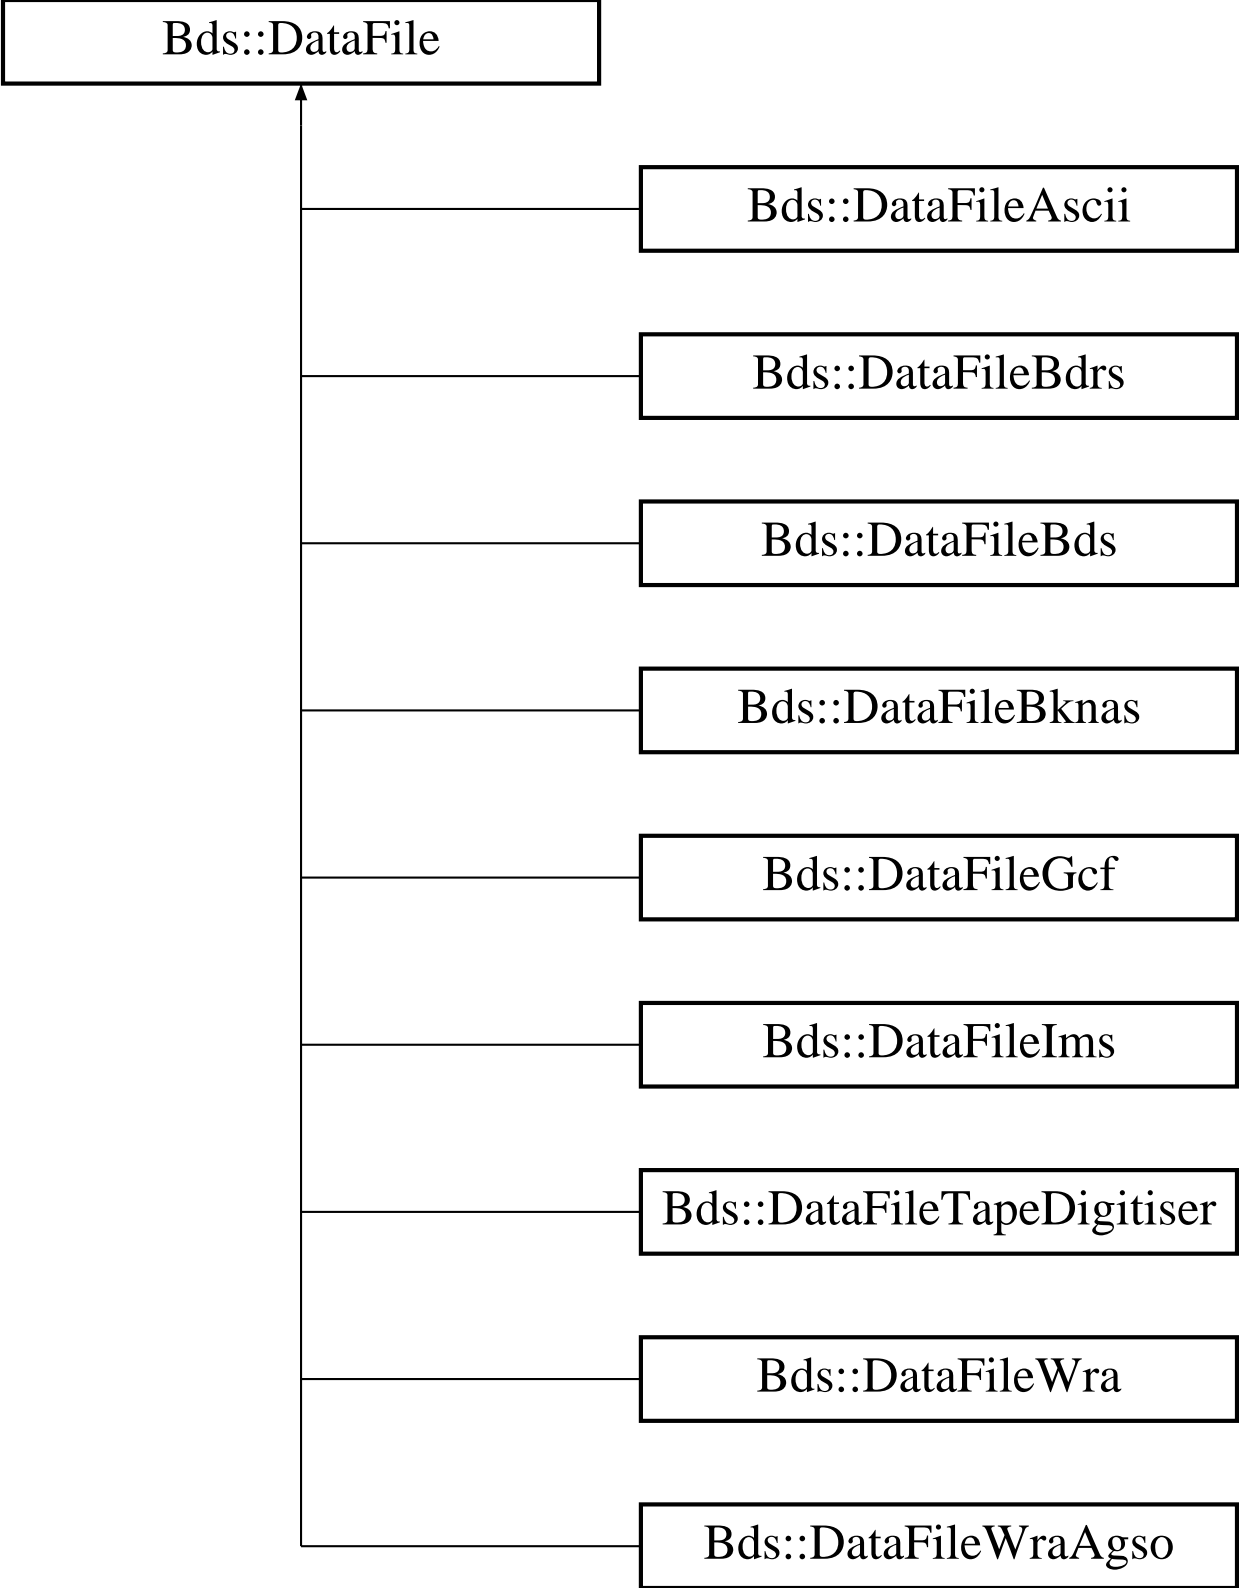 Bds::DataFile
Bds::DataFileAscii
Bds::DataFileBdrs
Bds::DataFileBds
Bds::DataFileBknas
Bds::DataFileGcf
Bds::DataFileIms
Bds::DataFileTapeDigitiser
Bds::DataFileWra
Bds::DataFileWraAgso